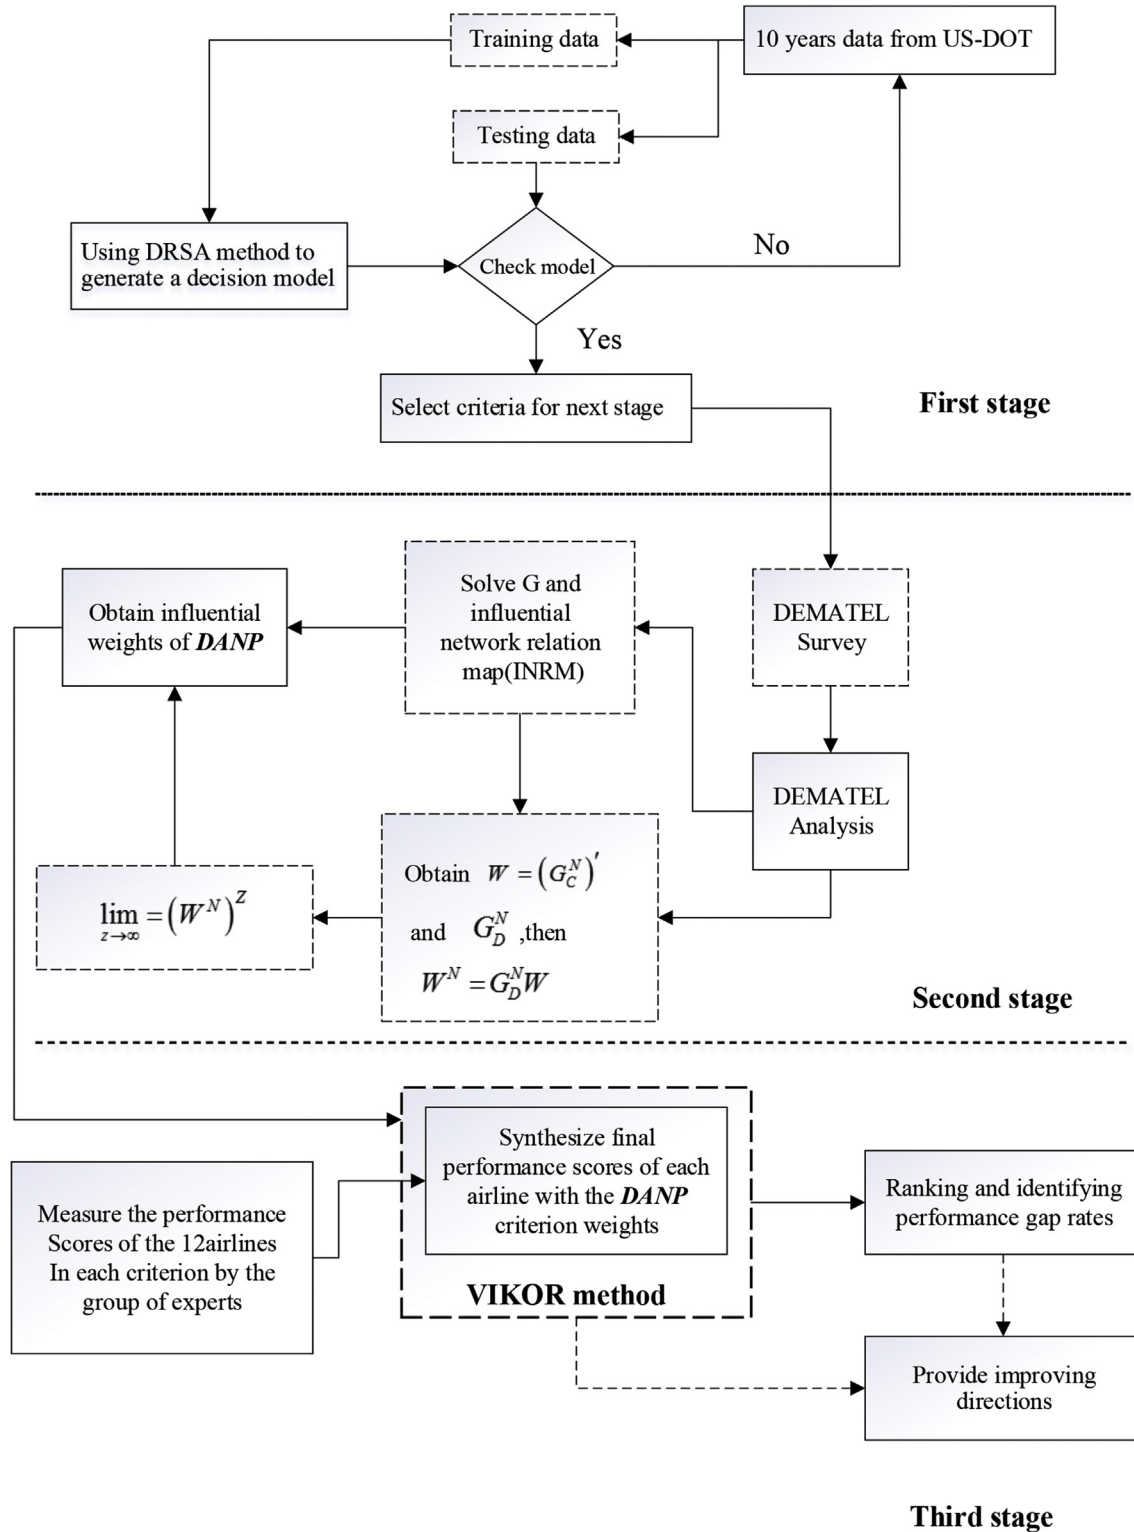 Training data
10 years data from US-DOT
Testing data
Using DRSA method to
generate a decision model
Check model
No
Yes
Select criteria for next stage
First stage
Obtain influential
weights of DANP
Solve G and
influential
network relation
map(INRM)
DEMATEL
Survey
DEMATEL
Analysis
lim z→∞ = (W^N)^Z
Obtain W = (G_C^N)′
and G_D^N ,then
W^N = G_D^N W
Second stage
Measure the performance
Scores of the 12airlines
In each criterion by the
group of experts
Synthesize final
performance scores of each
airline with the DANP
criterion weights
VIKOR method
Ranking and identifying
performance gap rates
Provide improving
directions
Third stage